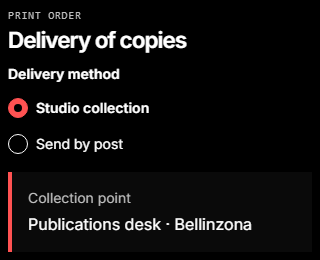 PRINT ORDER
Delivery of copies
Delivery method
Studio collection
Send by post
Collection point
Publications desk · Bellinzona